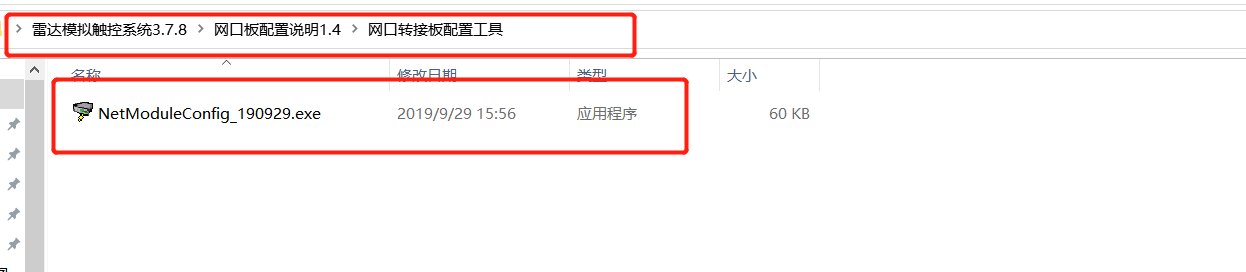 雷达模拟触控系统3.7.8 > 网口板配置说明1.4 > 网口转接板配置工具
名称 修改日期 类型 大小
NetModuleConfig_190929.exe 2019/9/29 15:56 应用程序 60 KB